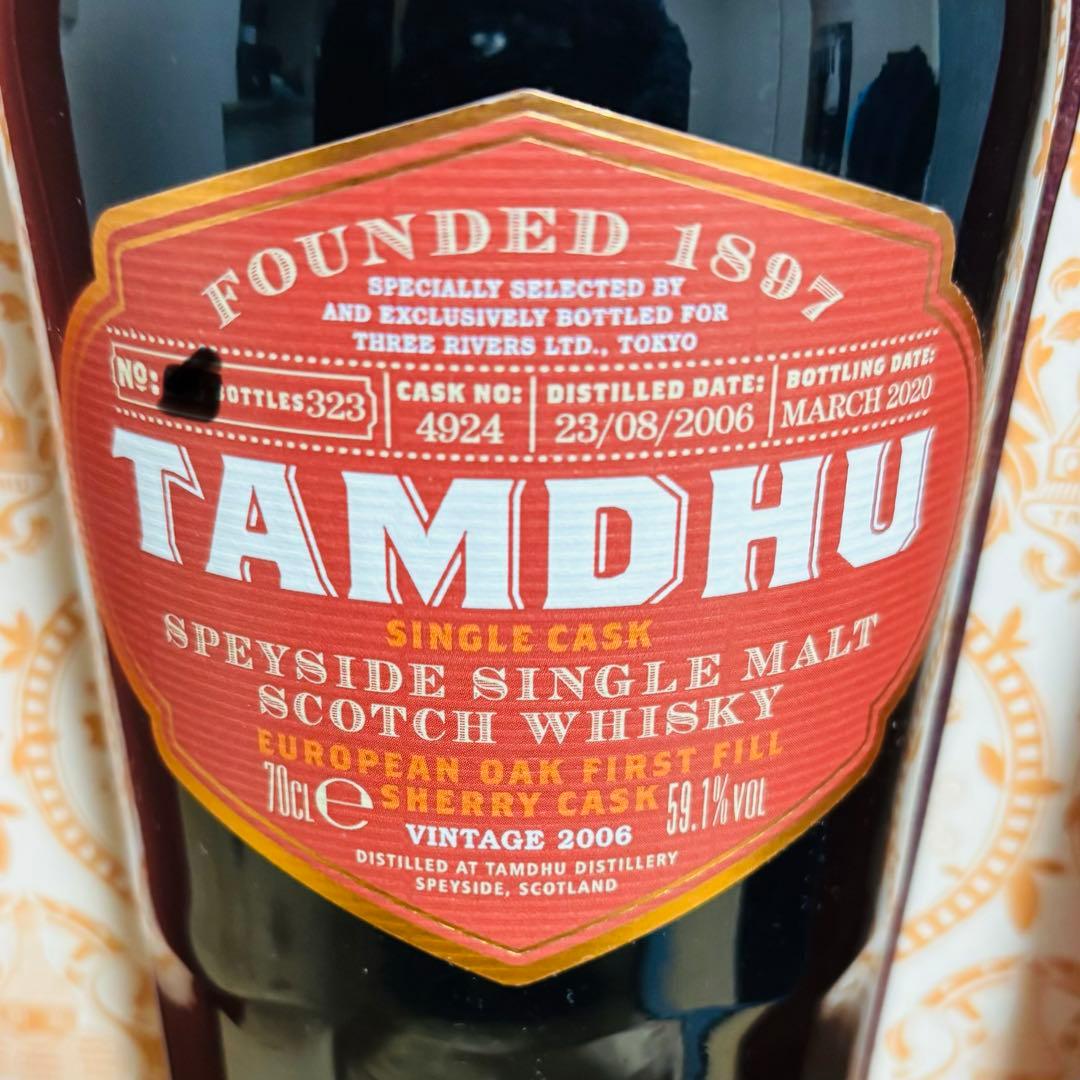 FOUNDED 1897
SPECIALLY SELECTED BY
AND EXCLUSIVELY BOTTLED FOR
THREE RIVERS LTD., TOKYO
Nº: BOTTLES 323
CASK NO: 4924
DISTILLED DATE: 23/08/2006
BOTTLING DATE: MARCH 2020
TAMDHU
SINGLE CASK
SPEYSIDE SINGLE MALT
SCOTCH WHISKY
EUROPEAN OAK FIRST FILL
SHERRY CASK
70cl e 59.1% VOL
VINTAGE 2006
DISTILLED AT TAMDHU DISTILLERY
SPEYSIDE, SCOTLAND